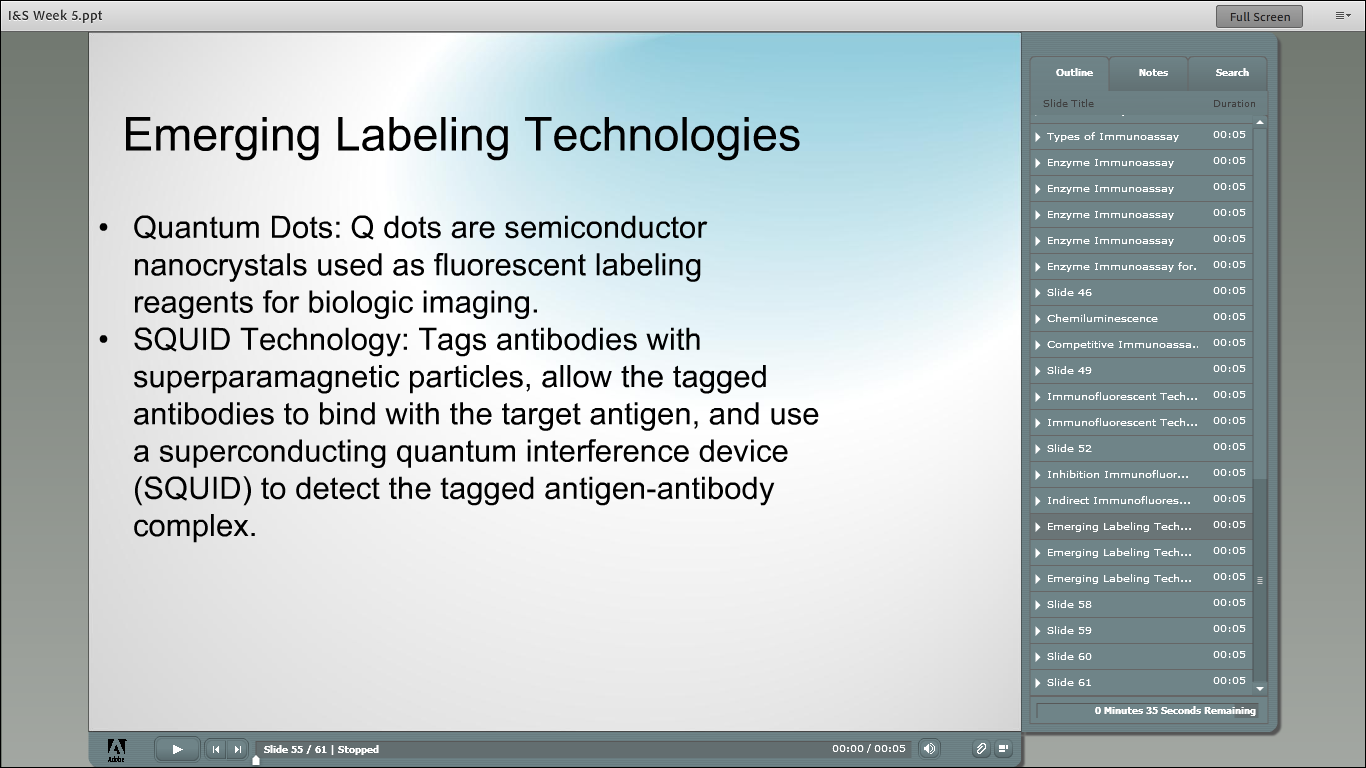 I&S Week 5.ppt
Full Screen
Emerging Labeling Technologies
• Quantum Dots: Q dots are semiconductor
nanocrystals used as fluorescent labeling
reagents for biologic imaging.
• SQUID Technology: Tags antibodies with
superparamagnetic particles, allow the tagged
antibodies to bind with the target antigen, and use
a superconducting quantum interference device
(SQUID) to detect the tagged antigen-antibody
complex.
Outline Notes Search
Slide Title Duration
Types of Immunoassay 00:05
Enzyme Immunoassay 00:05
Enzyme Immunoassay 00:05
Enzyme Immunoassay 00:05
Enzyme Immunoassay 00:05
Enzyme Immunoassay for. 00:05
Slide 46 00:05
Chemiluminescence 00:05
Competitive Immunoassa.. 00:05
Slide 49 00:05
Immunofluorescent Tech... 00:05
Immunofluorescent Tech... 00:05
Slide 52 00:05
Inhibition Immunofluor... 00:05
Indirect Immunofluores... 00:05
Emerging Labeling Tech... 00:05
Emerging Labeling Tech... 00:05
Emerging Labeling Tech... 00:05
Slide 58 00:05
Slide 59 00:05
Slide 60 00:05
Slide 61 00:05
0 Minutes 35 Seconds Remaining
Adobe
Slide 55 / 61 | Stopped 00:00 / 00:05